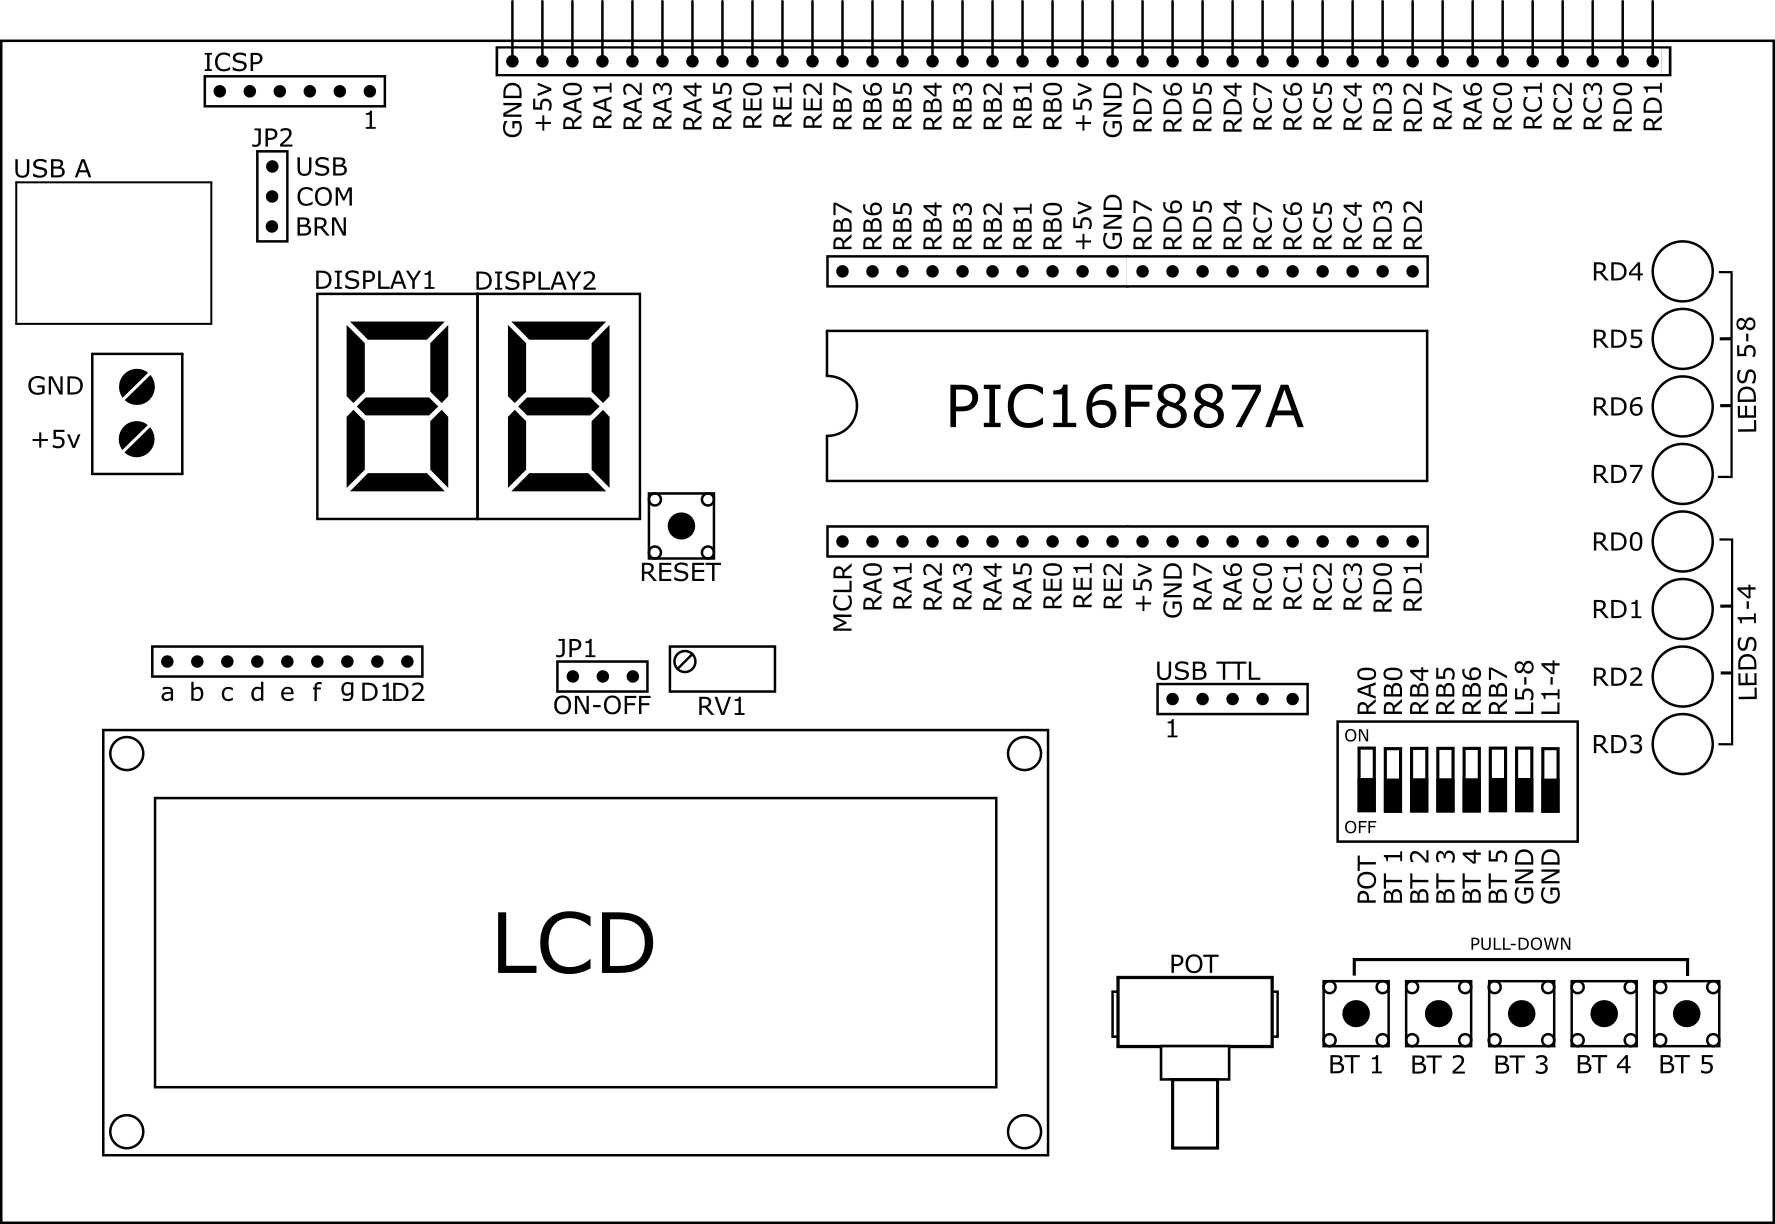 ICSP
1
GND +5v RA0 RA1 RA2 RA3 RA4 RA5 RE0 RE1 RE2 RB7 RB6 RB5 RB4 RB3 RB2 RB1 RB0 +5v GND RD7 RD6 RD5 RD4 RC7 RC6 RC5 RC4 RD3 RD2 RA7 RA6 RC0 RC1 RC2 RC3 RD0 RD1
JP2
USB
COM
BRN
USB A
GND
+5v
DISPLAY1 DISPLAY2
RESET
RB7 RB6 RB5 RB4 RB3 RB2 RB1 RB0 +5v GND RD7 RD6 RD5 RD4 RC7 RC6 RC5 RC4 RD3 RD2
PIC16F887A
MCLR RA0 RA1 RA2 RA3 RA4 RA5 RE0 RE1 RE2 +5v GND RA7 RA6 RC0 RC1 RC2 RC3 RD0 RD1
RD4
RD5
RD6
RD7
LEDS 5-8
RD0
RD1
RD2
RD3
LEDS 1-4
a b c d e f g D1 D2
JP1
ON-OFF
RV1
USB TTL
1
RA0 RB0 RB4 RB5 RB6 RB7 L5-8 L1-4
ON
OFF
POT BT 1 BT 2 BT 3 BT 4 BT 5 GND GND
LCD
POT
PULL-DOWN
BT 1 BT 2 BT 3 BT 4 BT 5